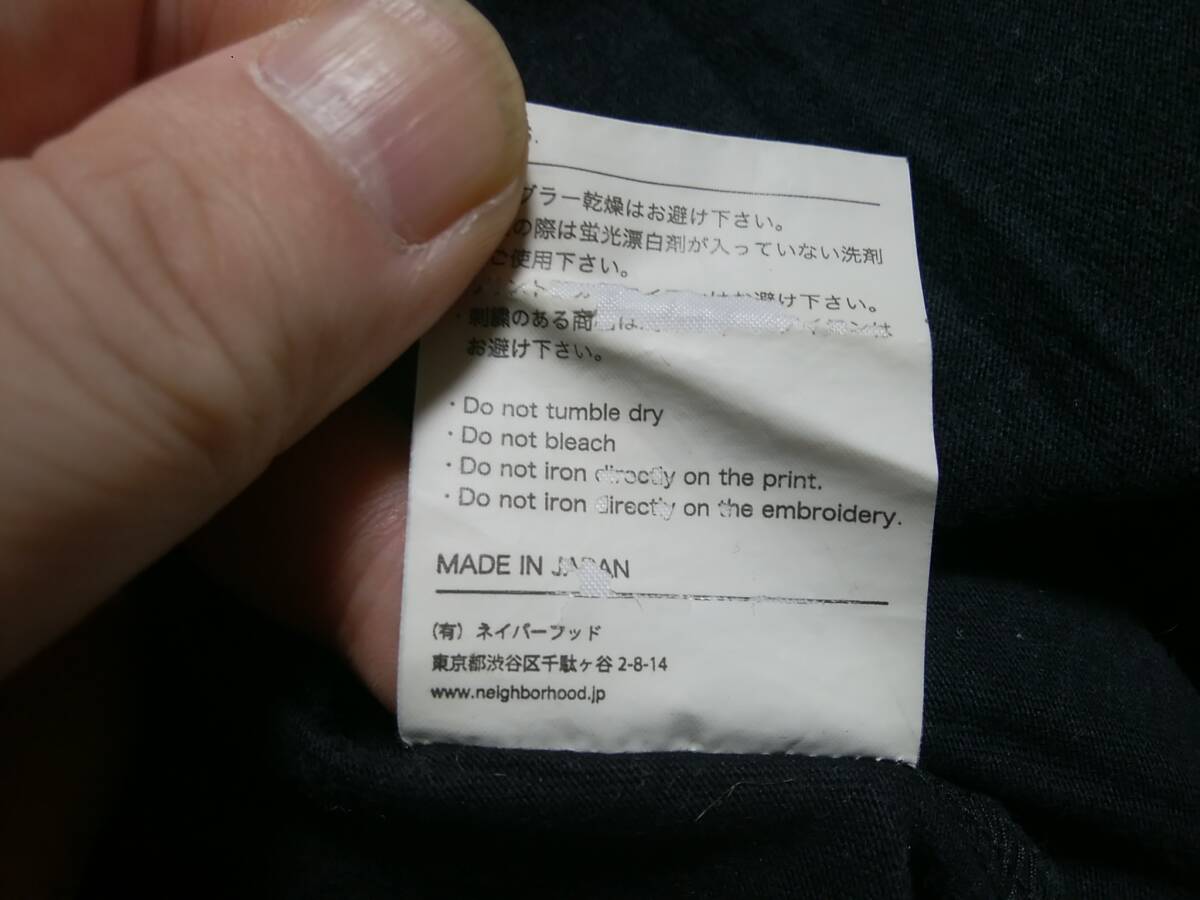 ブラー乾燥はお避け下さい。
の際は蛍光漂白剤が入っていない洗剤
ご使用下さい。
はお避け下さい。
・刺繍のある商
お避け下さい。
・Do not tumble dry
・Do not bleach
・Do not iron directly on the print.
・Do not iron directly on the embroidery.
MADE IN JAPAN
(有) ネイバーフッド
東京都渋谷区千駄ヶ谷 2-8-14
www.neighborhood.jp